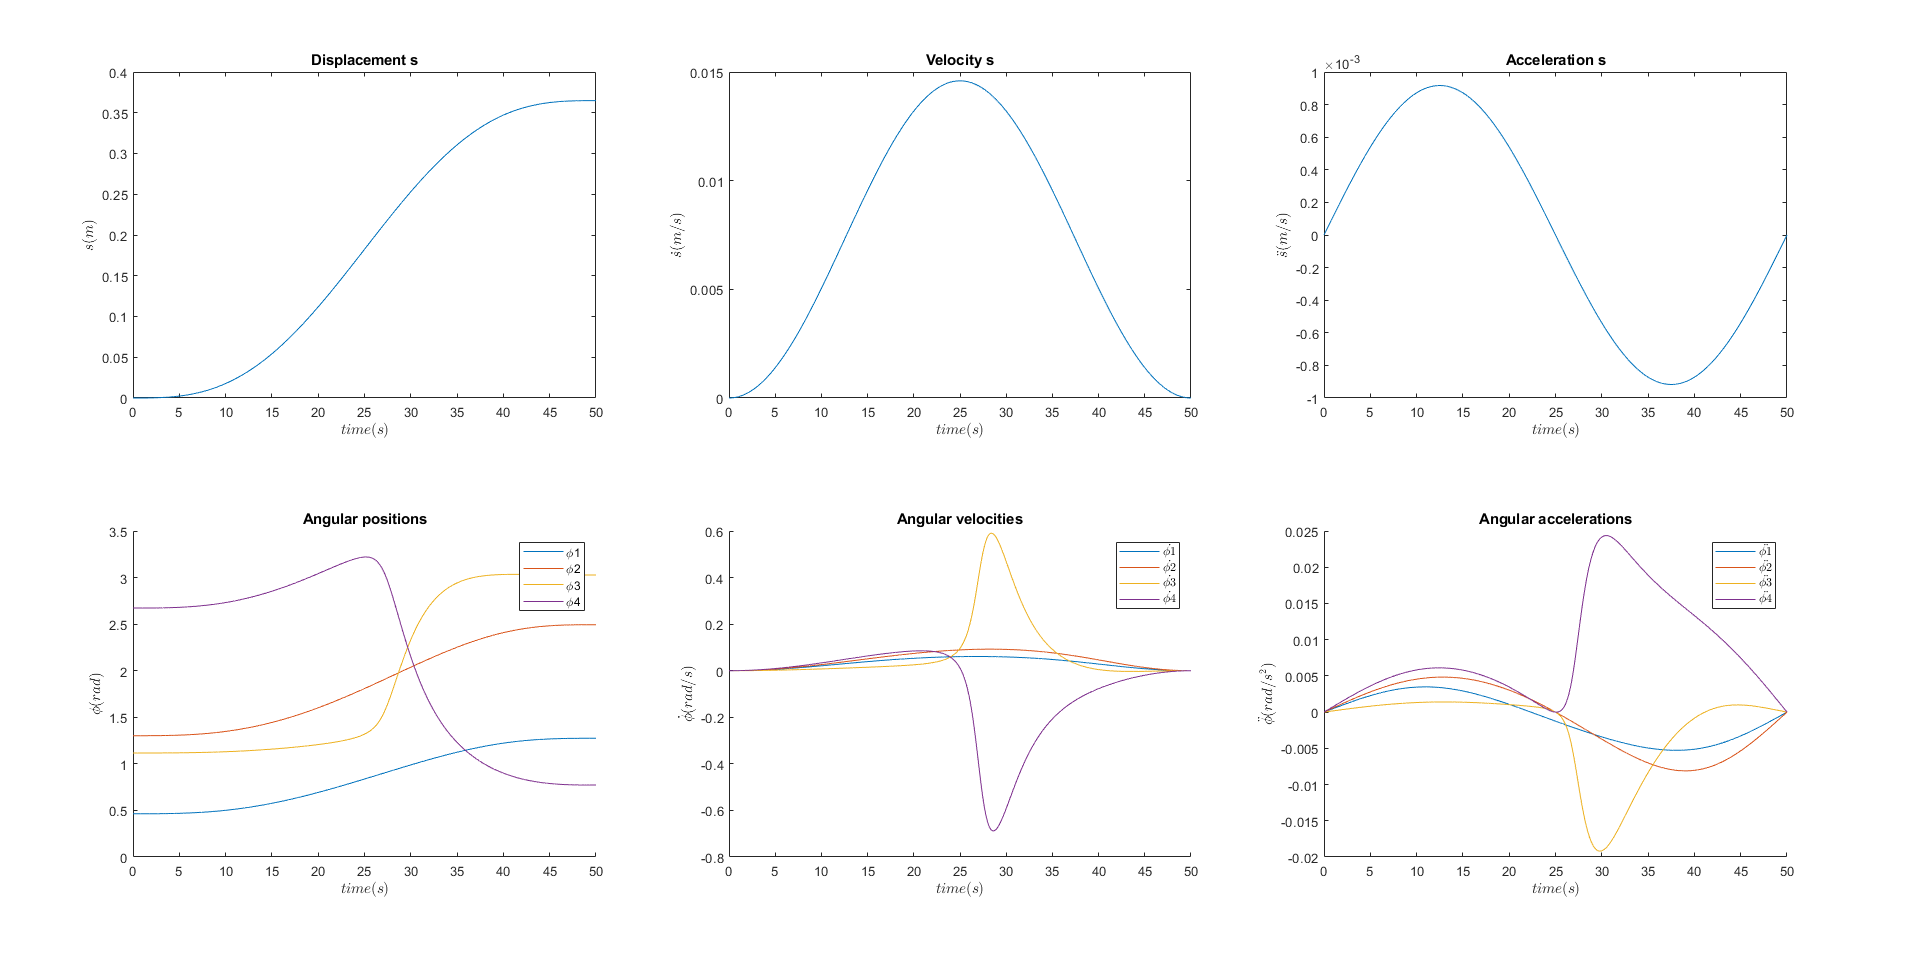 Displacement s
0.4
0.35
0.3
0.25
0.2
0.15
0.1
0.05
0
s(m)
0 5 10 15 20 25 30 35 40 45 50
time(s)
Velocity s
0.015
0.01
0.005
0
ṡ(m/s)
0 5 10 15 20 25 30 35 40 45 50
time(s)
Acceleration s
×10⁻³
1
0.8
0.6
0.4
0.2
0
-0.2
-0.4
-0.6
-0.8
-1
s̈(m/s)
0 5 10 15 20 25 30 35 40 45 50
time(s)
Angular positions
3.5
3
2.5
2
1.5
1
0.5
0
ϕ(rad)
ϕ1
ϕ2
ϕ3
ϕ4
0 5 10 15 20 25 30 35 40 45 50
time(s)
Angular velocities
0.6
0.4
0.2
0
-0.2
-0.4
-0.6
-0.8
ϕ̇(rad/s)
ϕ̇1
ϕ̇2
ϕ̇3
ϕ̇4
0 5 10 15 20 25 30 35 40 45 50
time(s)
Angular accelerations
0.025
0.02
0.015
0.01
0.005
0
-0.005
-0.01
-0.015
-0.02
ϕ̈(rad/s²)
ϕ̈1
ϕ̈2
ϕ̈3
ϕ̈4
0 5 10 15 20 25 30 35 40 45 50
time(s)